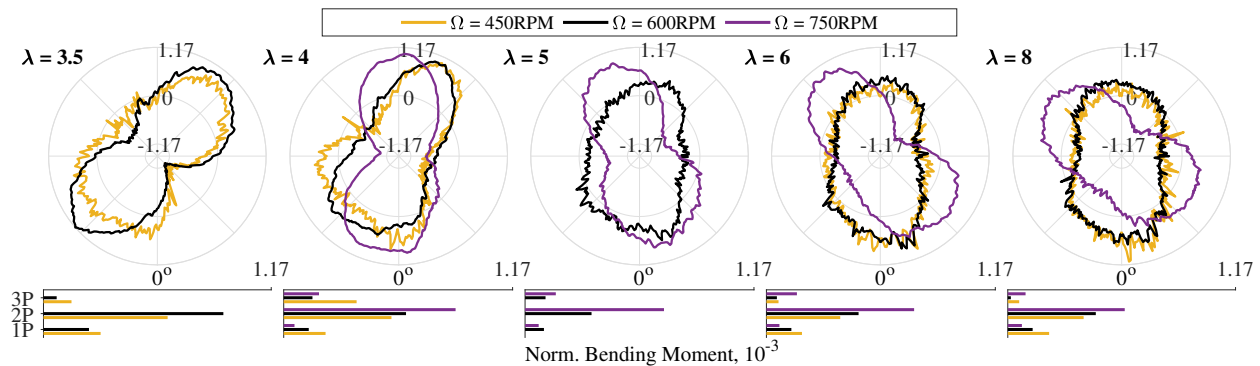 Ω = 450RPM Ω = 600RPM Ω = 750RPM
λ = 3.5 1.17 λ = 4 1.17 λ = 5 1.17 λ = 6 1.17 λ = 8 1.17
0 0 0 0 0
-1.17 -1.17 -1.17 -1.17 -1.17
0° 1.17 0° 1.17 0° 1.17 0° 1.17 0° 1.17
3P
2P
1P
Norm. Bending Moment, 10⁻³